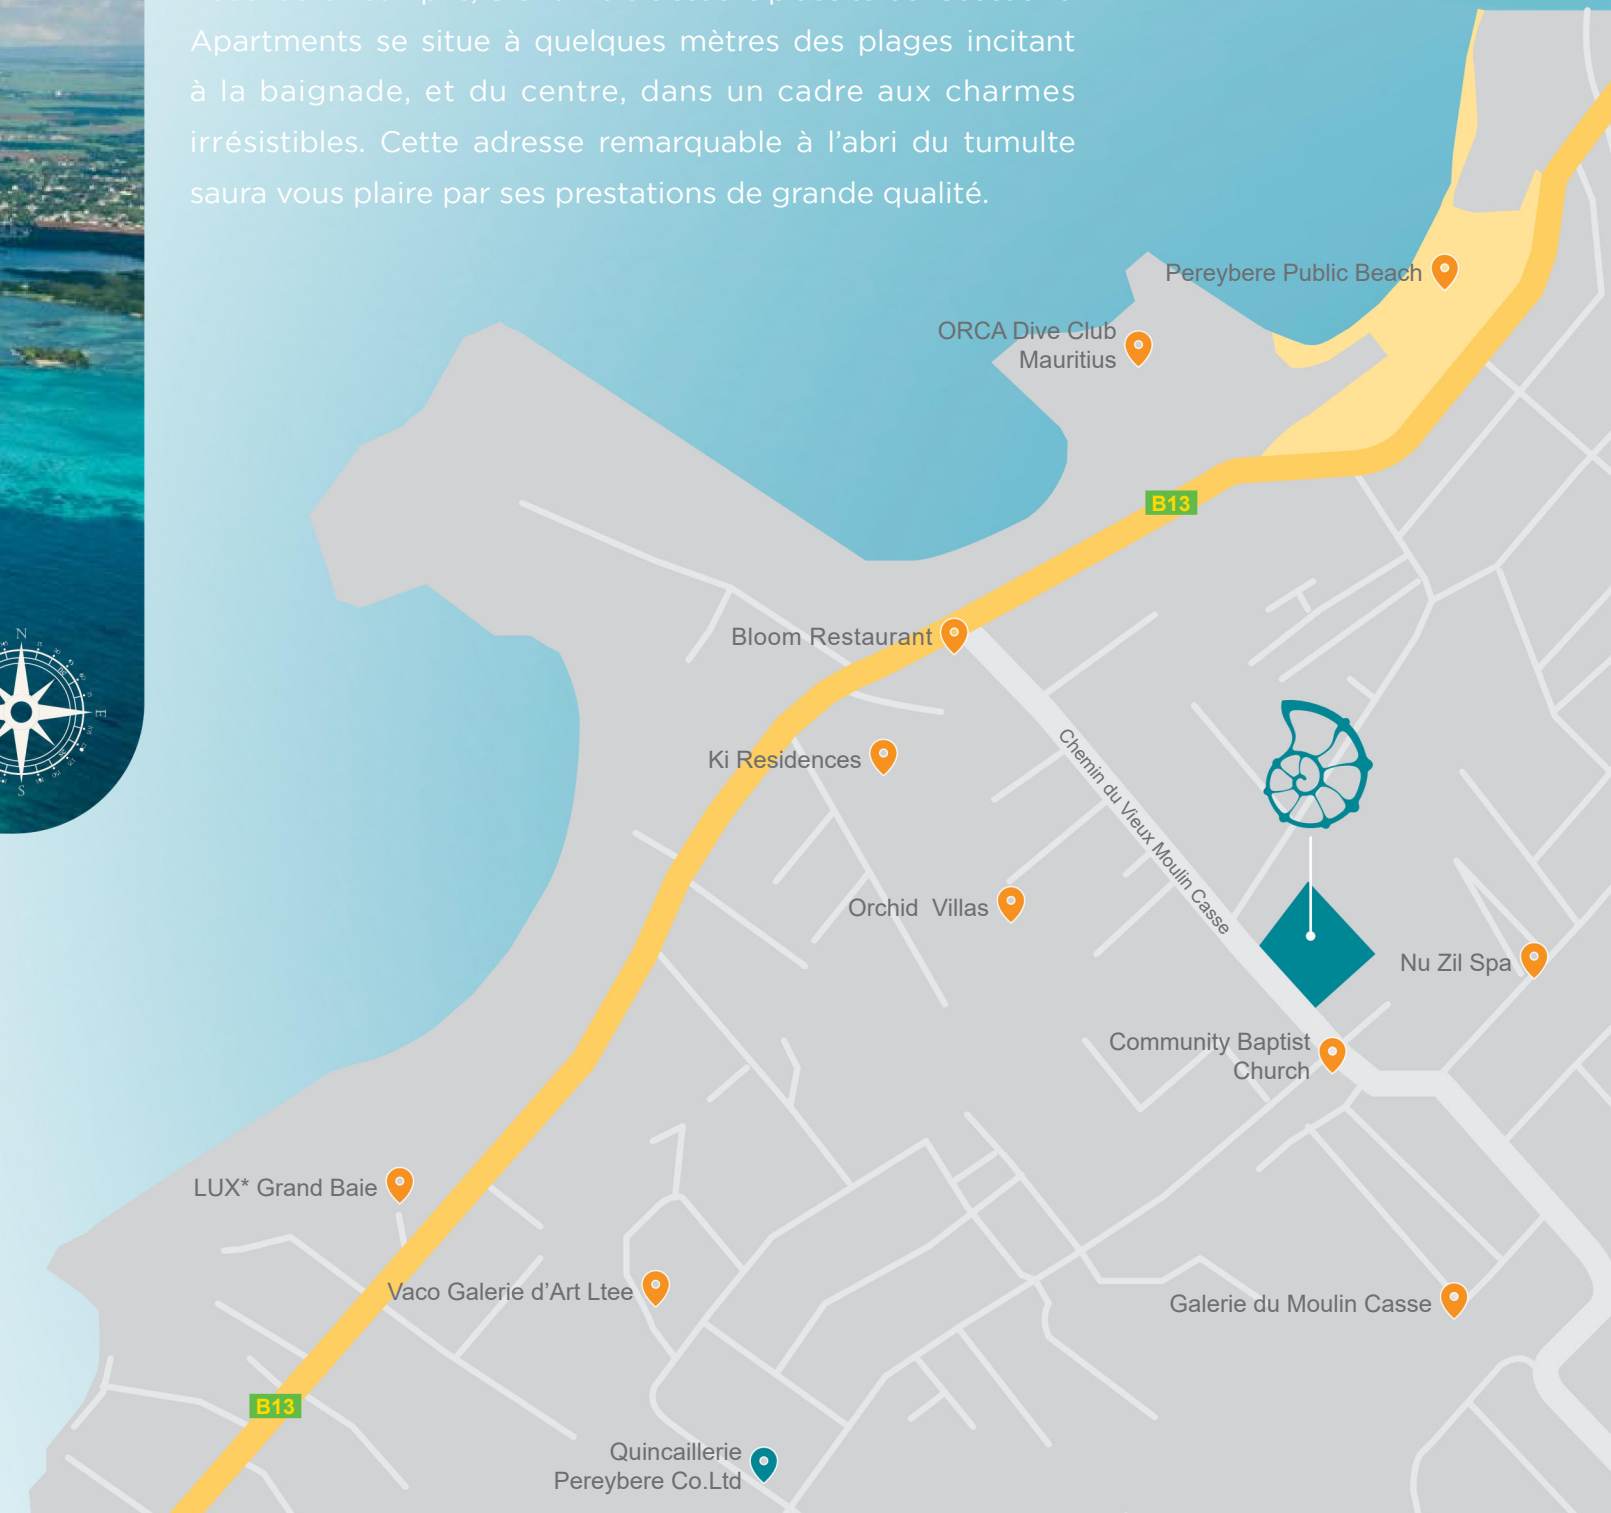 Apartments se situe à quelques mètres des plages incitant
à la baignade, et du centre, dans un cadre aux charmes
irrésistibles. Cette adresse remarquable à l'abri du tumulte
saura vous plaire par ses prestations de grande qualité.
Pereybere Public Beach
ORCA Dive Club
Mauritius
B13
Bloom Restaurant
N
E
S
Ki Residences
Chemin du Vieux Moulin Casse
Orchid Villas
Nu Zil Spa
Community Baptist
Church
LUX* Grand Baie
Vaco Galerie d'Art Ltee
Galerie du Moulin Casse
B13
Quincaillerie
Pereybere Co.Ltd